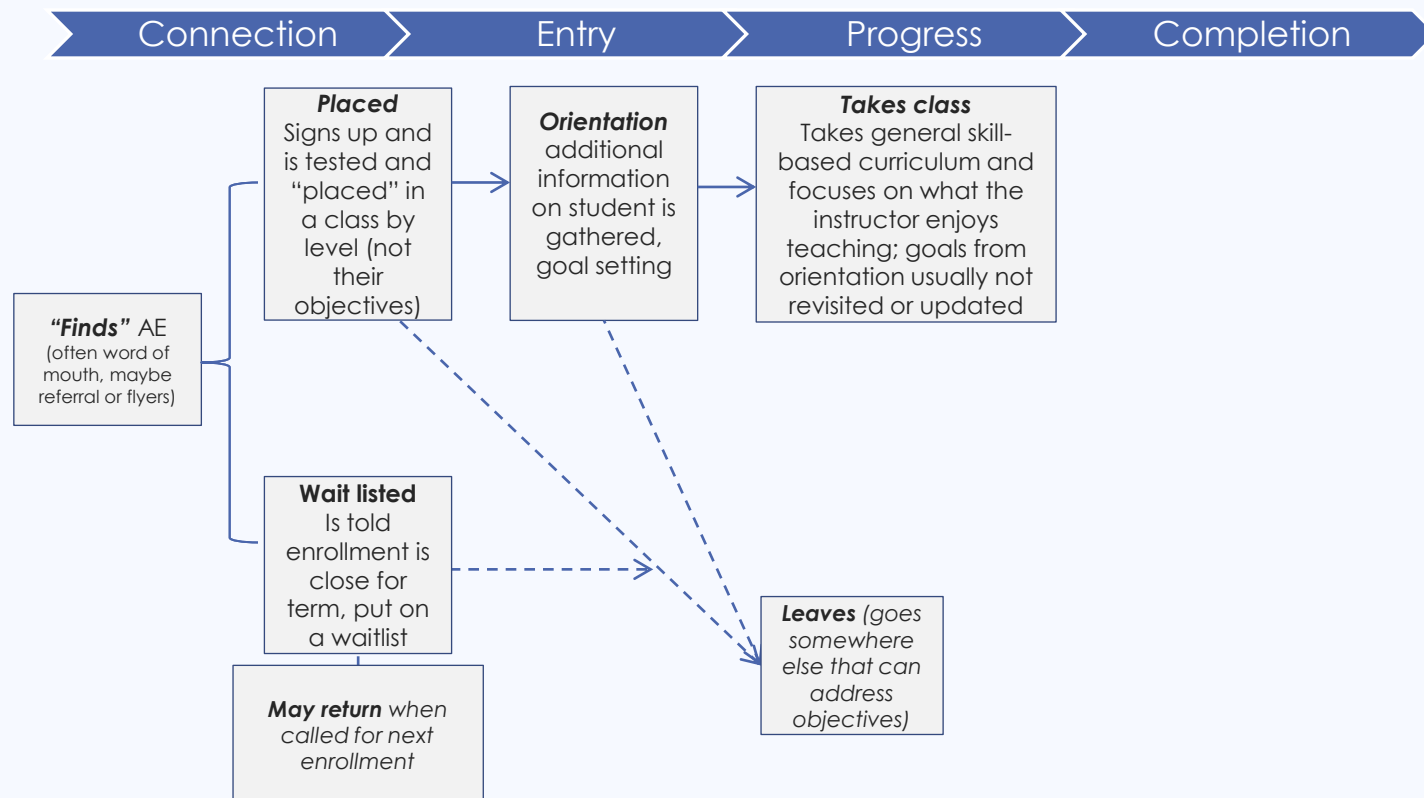 Connection
Entry
Progress
Completion
Placed
Signs up and
is tested and
“placed” in
a class by
level (not
their
objectives)
Orientation
additional
information
on student is
gathered,
goal setting
Takes class
Takes general skill-
based curriculum and
focuses on what the
instructor enjoys
teaching; goals from
orientation usually not
revisited or updated
“Finds” AE
(often word of
mouth, maybe
referral or flyers)
Wait listed
Is told
enrollment is
close for
term, put on
a waitlist
May return when
called for next
enrollment
Leaves (goes
somewhere
else that can
address
objectives)